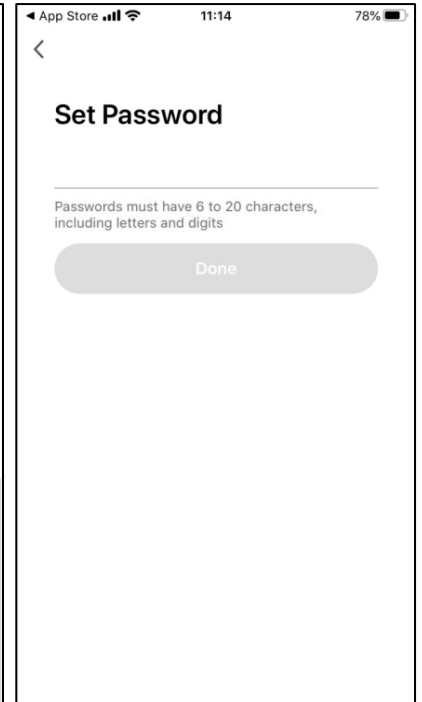 App Store 11:14 78%
Set Password
Passwords must have 6 to 20 characters,
including letters and digits
Done